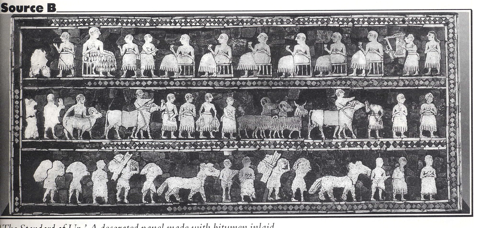 Source B
'The Standard of Ur.' A decorated panel made with bitumen inlaid